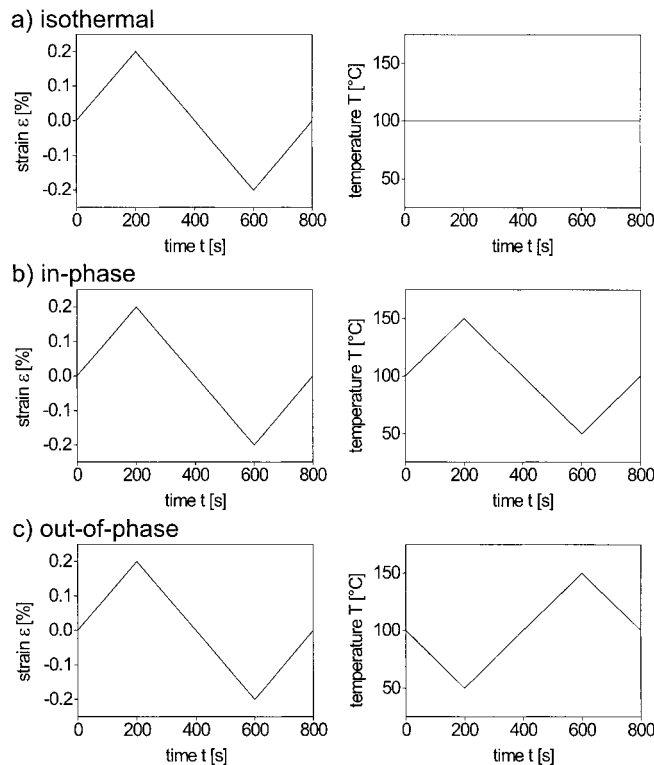 a) isothermal
0.2
0.1
0.0
-0.1
-0.2
strain ε [%]
0 200 400 600 800
time t [s]
150
100
50
temperature T [°C]
0 200 400 600 800
time t [s]
b) in-phase
0.2
0.1
0.0
-0.1
-0.2
strain ε [%]
0 200 400 600 800
time t [s]
150
100
50
temperature T [°C]
0 200 400 600 800
time t [s]
c) out-of-phase
0.2
0.1
0.0
-0.1
-0.2
strain ε [%]
0 200 400 600 800
time t [s]
150
100
50
temperature T [°C]
0 200 400 600 800
time t [s]